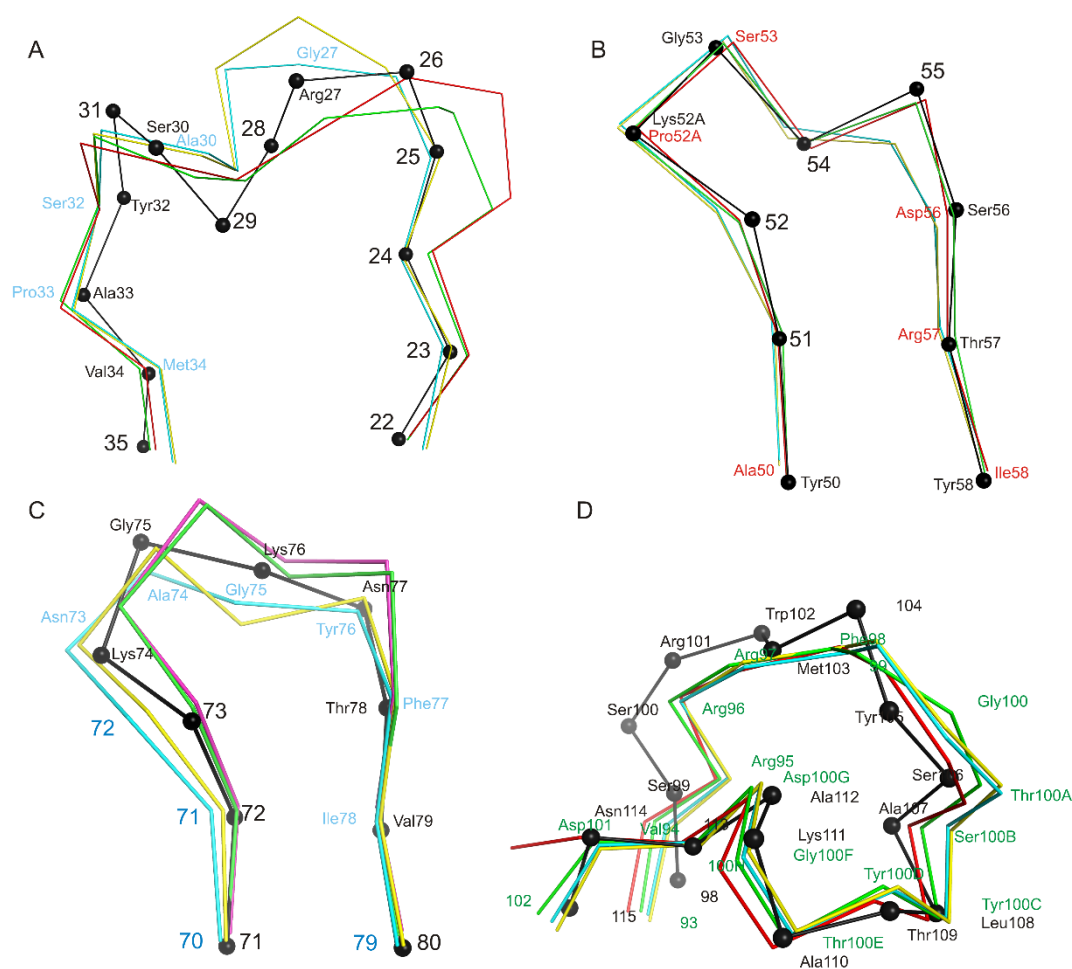 A
26
Gly27
Arg27
31
Ser30
Ala30
28
25
Ser32
Tyr32
29
24
Pro33
Ala33
23
Val34
Met34
22
35
B
Gly53
Ser53
55
Lys52A
Pro52A
54
52
Asp56
Ser56
51
Arg57
Thr57
Ala50
Tyr50
Tyr58
Ile58
C
Gly75
Lys76
Asn77
Ala74
Gly75
Asn73
Tyr76
Lys74
Thr78
Phe77
72
73
71
72
Ile78
Val79
70
71
79
80
D
104
Trp102
Phe98
Arg101
Arg97
99
Met103
Gly100
Arg96
Ser100
Tyr105
Arg95
Ser99
Asp100G
Ser106
Thr100A
Asn114
Ala112
Ala107
Asp101
Val94
113
Lys111
Ser100B
Gly100F
100H
98
Tyr100D
102
115
93
Tyr100C
Leu108
Thr100E
Thr109
Ala110